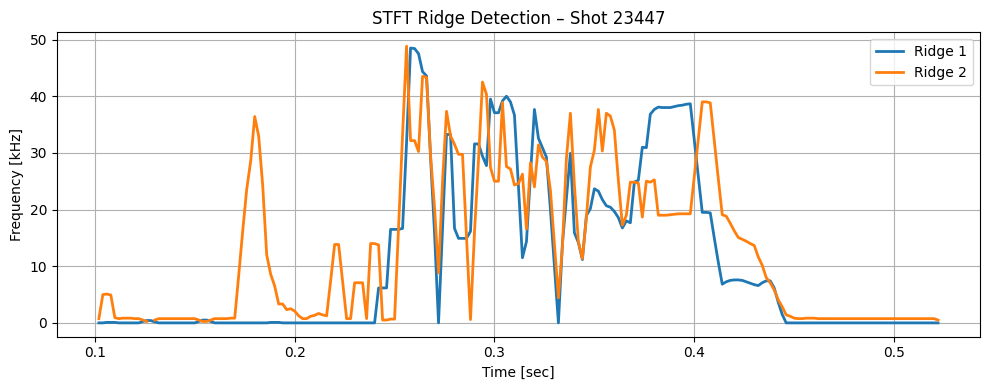 STFT Ridge Detection – Shot 23447
Frequency [kHz]
50
40
30
20
10
0
Ridge 1
Ridge 2
0.1 0.2 0.3 0.4 0.5
Time [sec]